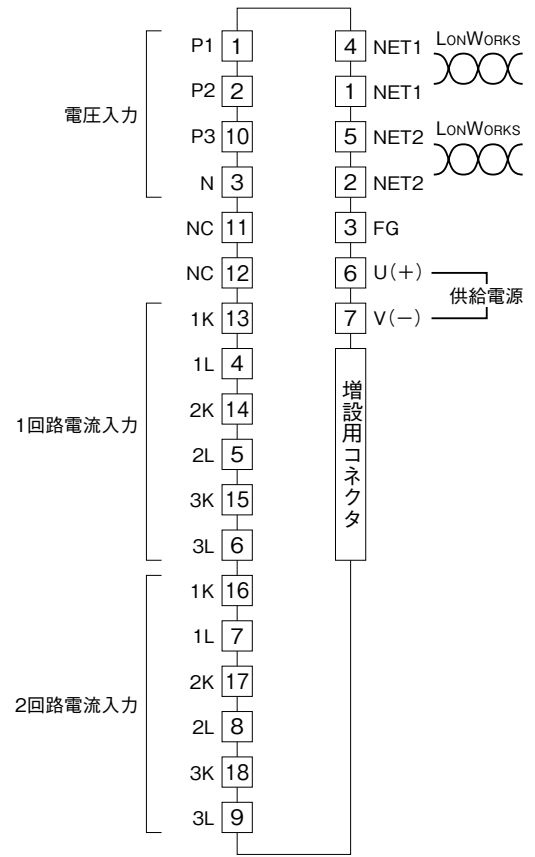 P1 1
P2 2
電圧入力
P3 10
N 3
NC 11
NC 12
1K 13
1L 4
2K 14
1回路電流入力
2L 5
3K 15
3L 6
1K 16
1L 7
2K 17
2回路電流入力
2L 8
3K 18
3L 9
4 NET1 LONWORKS
1 NET1
5 NET2 LONWORKS
2 NET2
3 FG
6 U(+)
供給電源
7 V(−)
増設用コネクタ